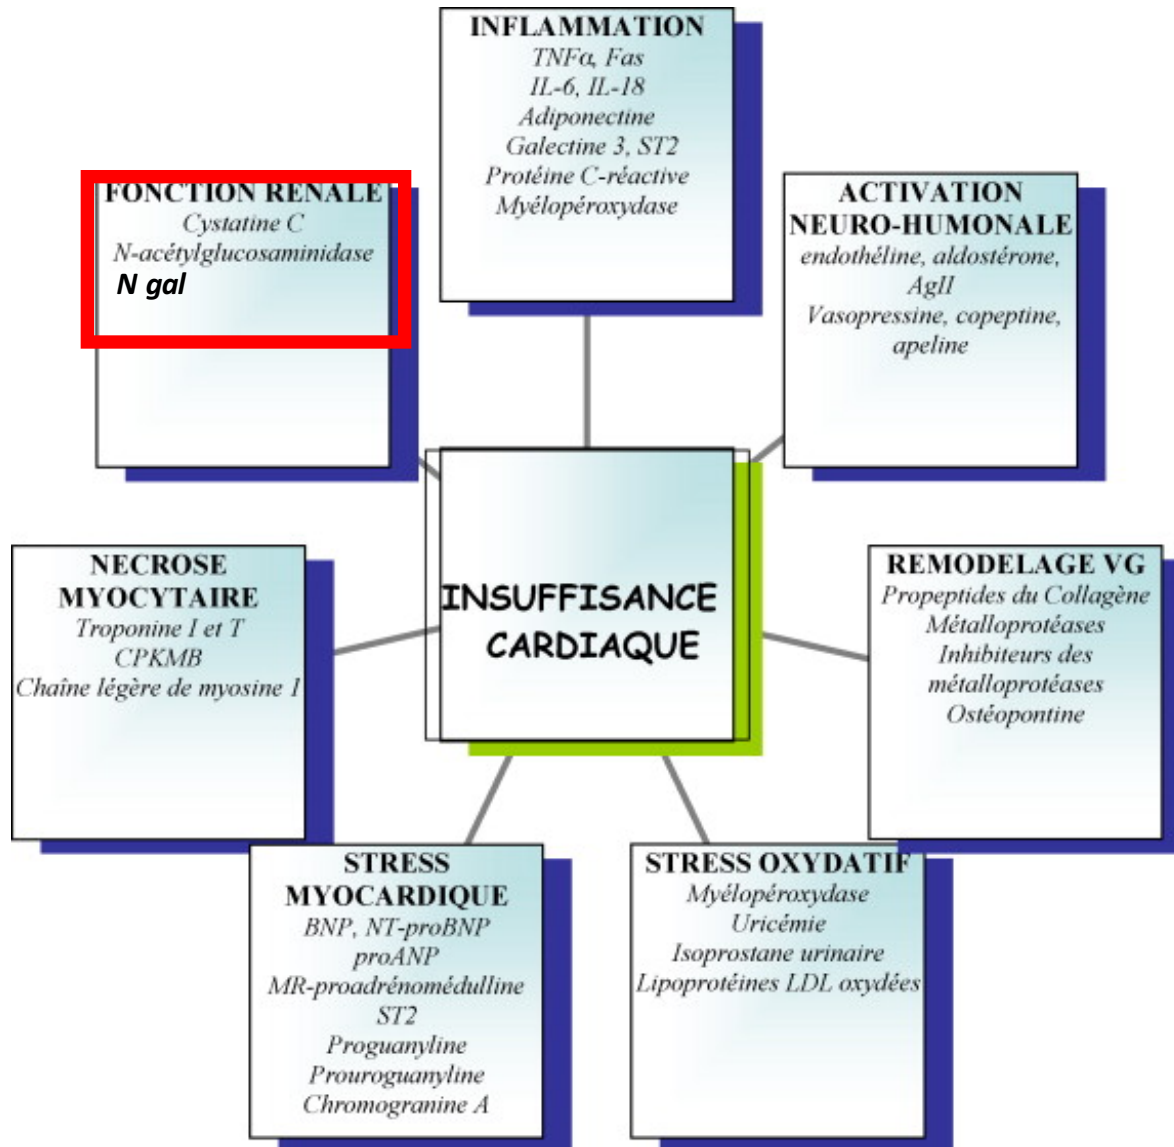 INFLAMMATION
TNFα, Fas
IL-6, IL-18
Adiponectine
Galectine 3, ST2
Protéine C-réactive
Myélopéroxydase
FONCTION RENALE
Cystatine C
N-acétylglucosaminidase
N gal
ACTIVATION
NEURO-HUMONALE
endothéline, aldostérone,
AgII
Vasopressine, copeptine,
apeline
INSUFFISANCE
CARDIAQUE
NECROSE
MYOCYTAIRE
Troponine I et T
CPKMB
Chaîne légère de myosine I
REMODELAGE VG
Propeptides du Collagène
Métalloprotéases
Inhibiteurs des
métalloprotéases
Ostéopontine
STRESS
MYOCARDIQUE
BNP, NT-proBNP
proANP
MR-proadrénomédulline
ST2
Proguanyline
Prouroguanyline
Chromogranine A
STRESS OXYDATIF
Myélopéroxydase
Uricémie
Isoprostane urinaire
Lipoprotéines LDL oxydées